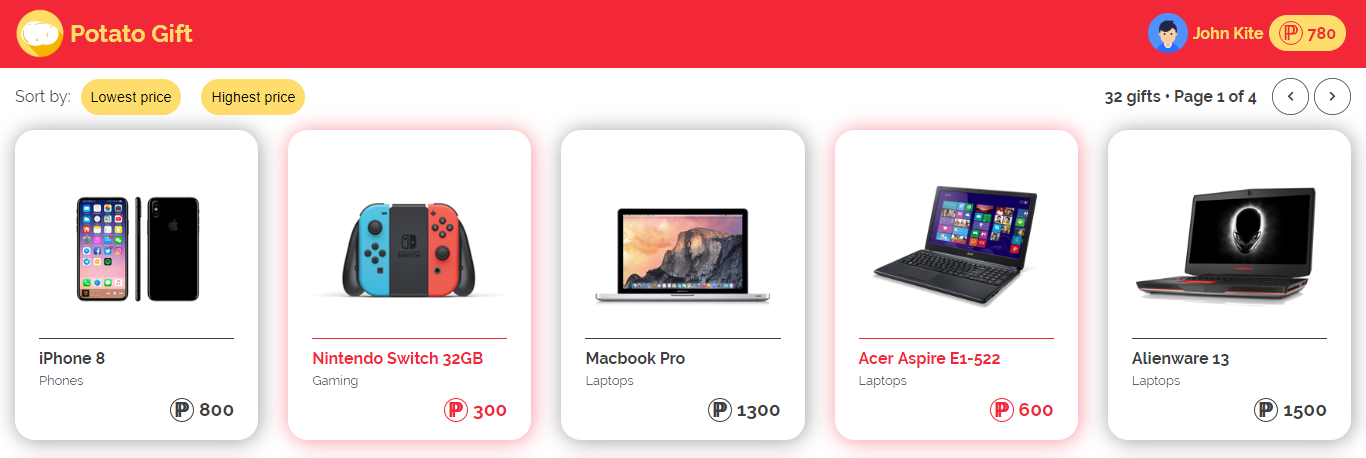 Potato Gift
John Kite
780
Sort by: Lowest price Highest price
32 gifts • Page 1 of 4
iPhone 8
Phones
800
Nintendo Switch 32GB
Gaming
300
Macbook Pro
Laptops
1300
Acer Aspire E1-522
Laptops
600
Alienware 13
Laptops
1500